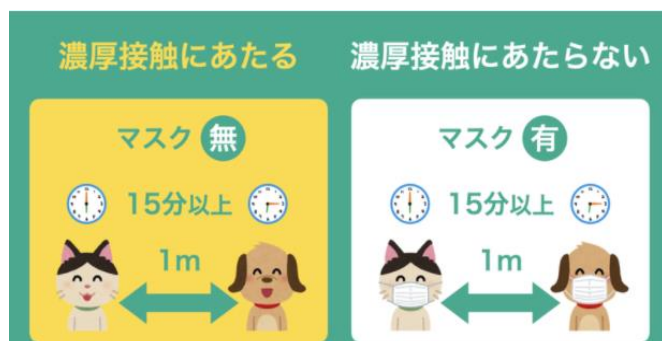 濃厚接触にあたる
濃厚接触にあたらない
マスク 無
15分以上
1m
マスク 有
15分以上
1m